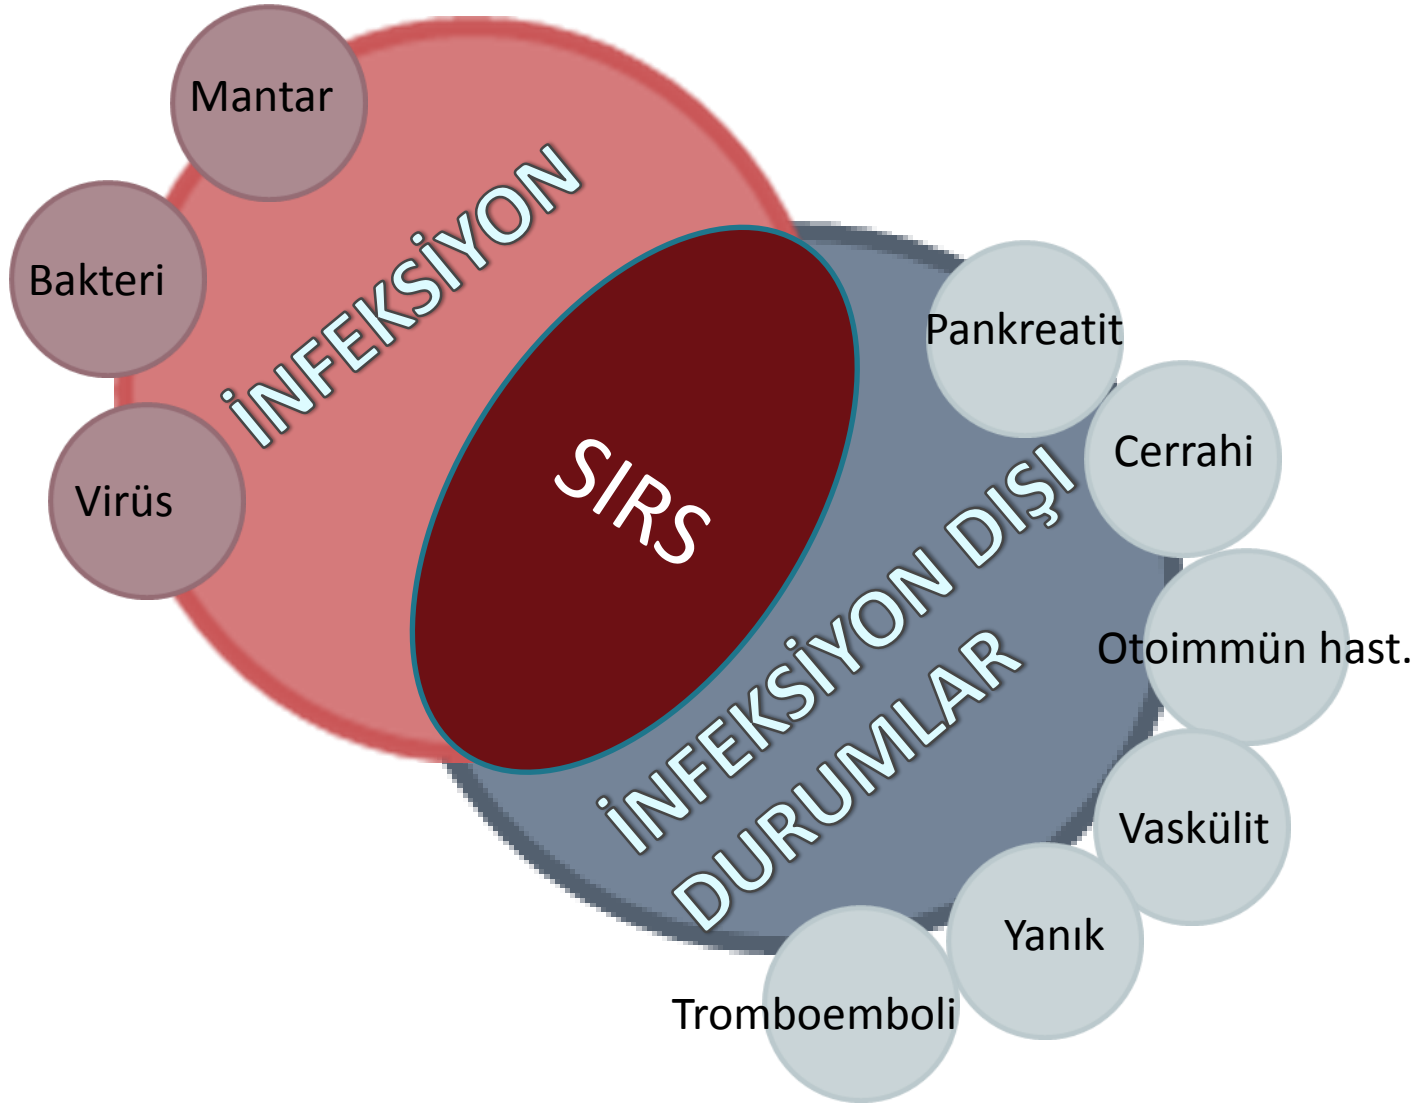 Mantar
Bakteri
Virüs
İNFEKSİYON
SIRS
İNFEKSİYON DIŞI
DURUMLAR
Pankreatit
Cerrahi
Otoimmün hast.
Vaskülit
Yanık
Tromboemboli